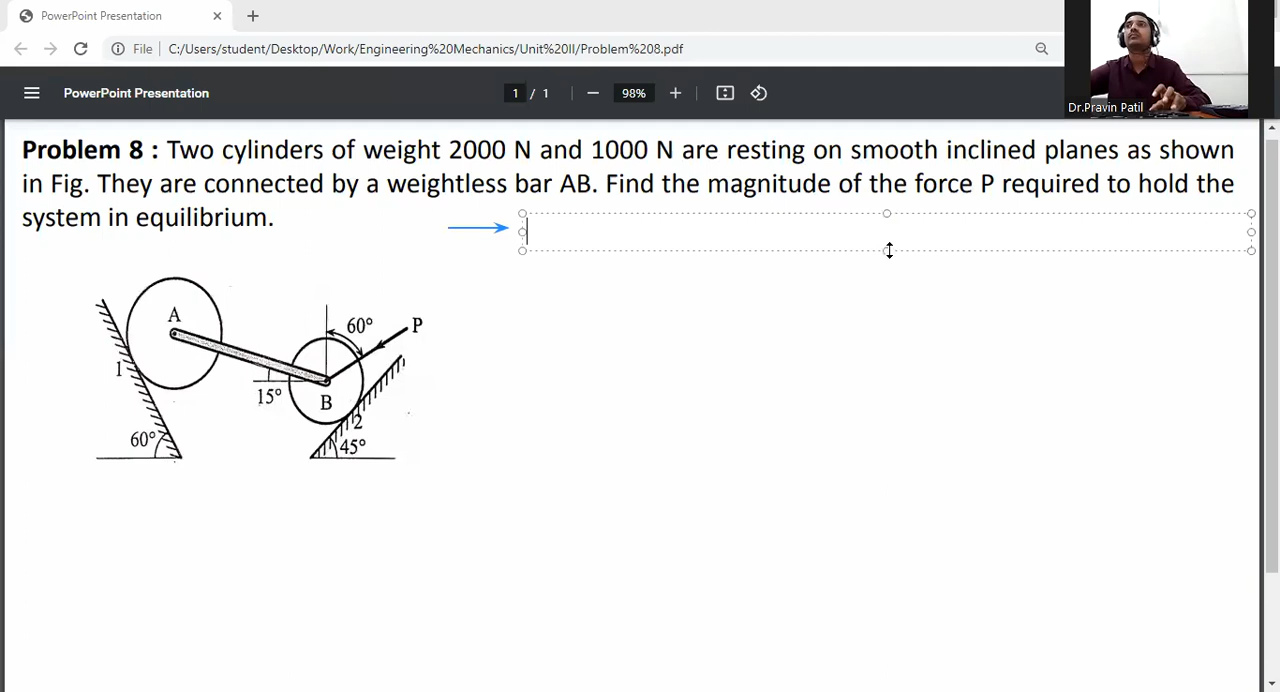 PowerPoint Presentation
File
C:/Users/student/Desktop/Work/Engineering%20Mechanics/Unit%20II/Problem%208.pdf
PowerPoint Presentation
1 / 1
98%
Dr.Pravin Patil
Problem 8 : Two cylinders of weight 2000 N and 1000 N are resting on smooth inclined planes as shown
in Fig. They are connected by a weightless bar AB. Find the magnitude of the force P required to hold the
system in equilibrium.
A
60° P
1
15° B
2
60° 45°